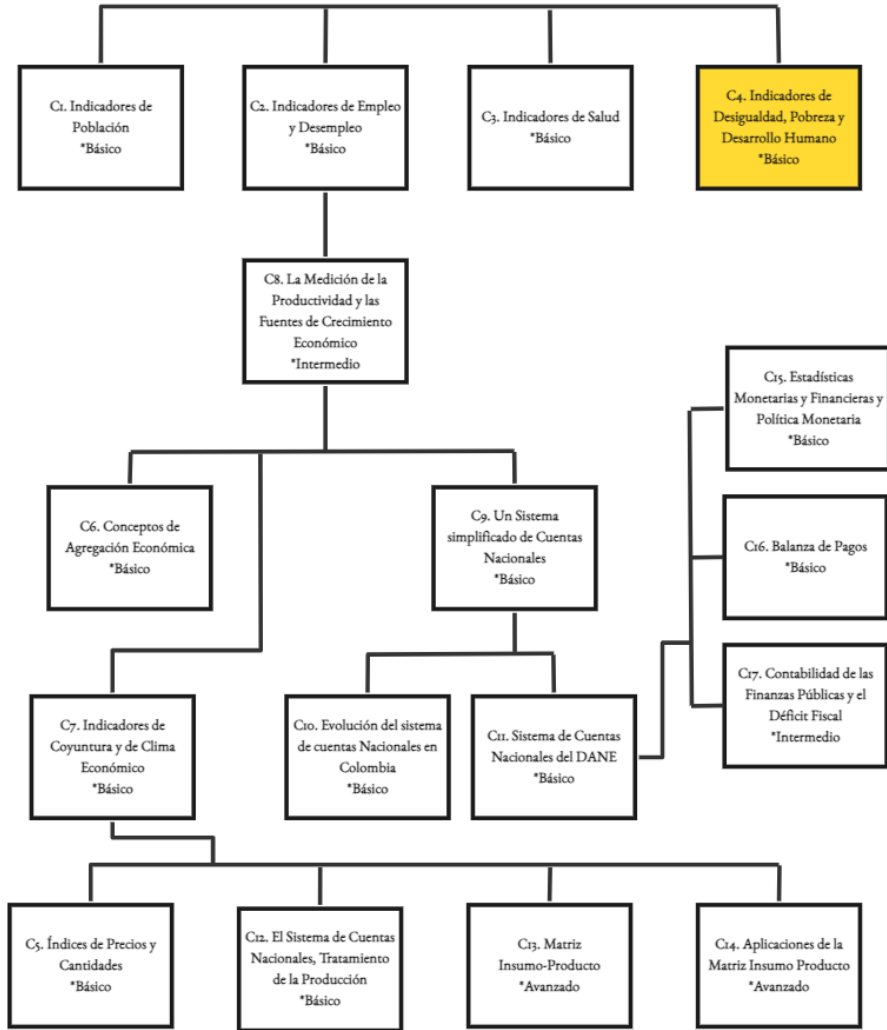 C1. Indicadores de
Población
*Básico
C2. Indicadores de Empleo
y Desempleo
*Básico
C3. Indicadores de Salud
*Básico
C4. Indicadores de
Desigualdad, Pobreza y
Desarrollo Humano
*Básico
C8. La Medición de la
Productividad y las
Fuentes de Crecimiento
Económico
*Intermedio
C15. Estadísticas
Monetarias y Financieras y
Política Monetaria
*Básico
C6. Conceptos de
Agregación Económica
*Básico
C9. Un Sistema
simplificado de Cuentas
Nacionales
*Básico
C16. Balanza de Pagos
*Básico
C17. Contabilidad de las
Finanzas Públicas y el
Déficit Fiscal
*Intermedio
C7. Indicadores de
Coyuntura y de Clima
Económico
*Básico
C10. Evolución del sistema
de cuentas Nacionales en
Colombia
*Básico
C11. Sistema de Cuentas
Nacionales del DANE
*Básico
C5. Índices de Precios y
Cantidades
*Básico
C12. El Sistema de Cuentas
Nacionales, Tratamiento
de la Producción
*Básico
C13. Matriz
Insumo-Producto
*Avanzado
C14. Aplicaciones de la
Matriz Insumo Producto
*Avanzado